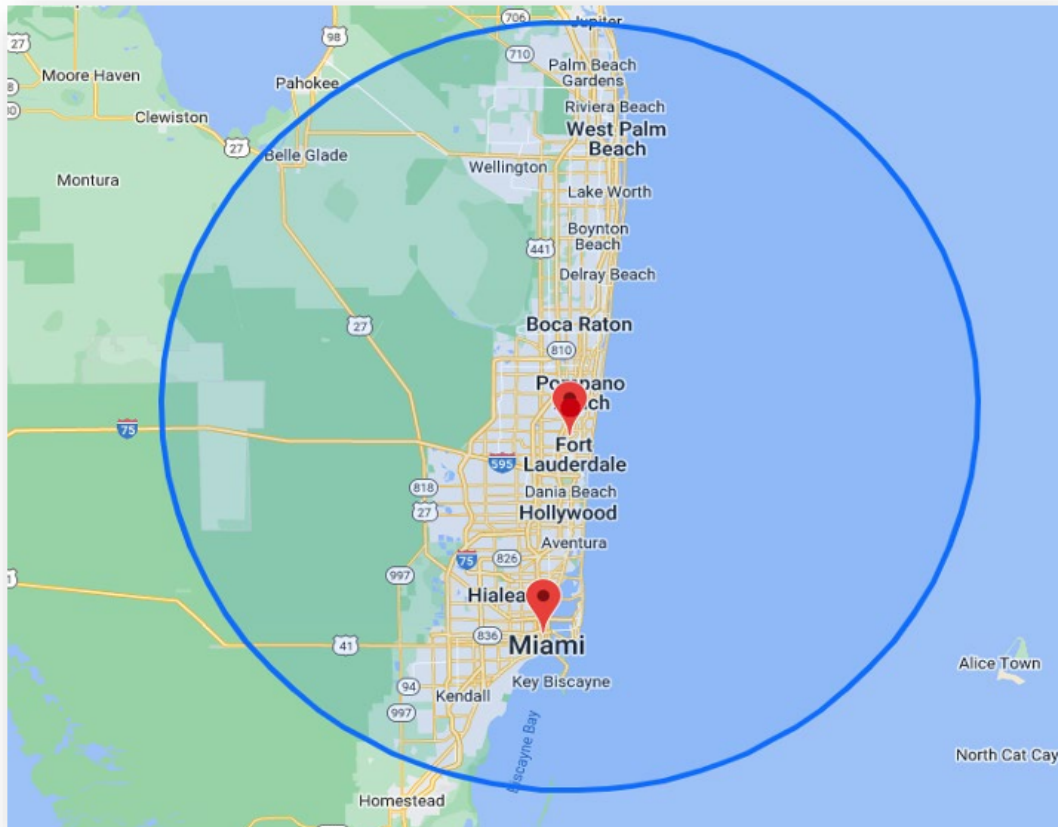 706
Jupiter
27
98
710
Palm Beach
Gardens
Moore Haven
Pahokee
Riviera Beach
Clewiston
West Palm
Beach
27
Belle Glade
Wellington
Montura
Lake Worth
Boynton
Beach
441
Delray Beach
27
Boca Raton
810
Pompano
Beach
75
Fort
Lauderdale
595
818
Dania Beach
27
Hollywood
Aventura
75
826
997
Hialea
836
Miami
41
Alice Town
94
Key Biscayne
Kendall
997
Biscayne Bay
North Cat Cay
Homestead